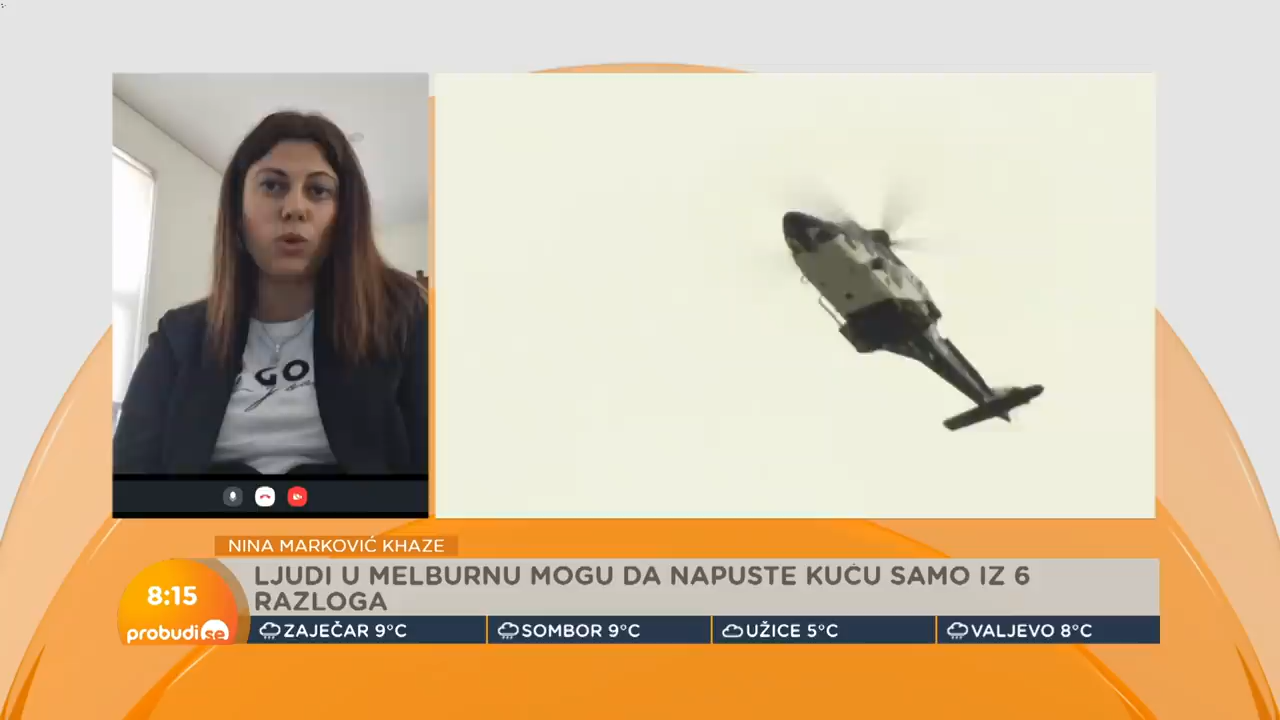 GO
NINA MARKOVIĆ KHAZE
LJUDI U MELBURNU MOGU DA NAPUSTE KUĆU SAMO IZ 6
RAZLOGA
8:15
probudi se
ZAJEČAR 9°C
SOMBOR 9°C
UŽICE 5°C
VALJEVO 8°C